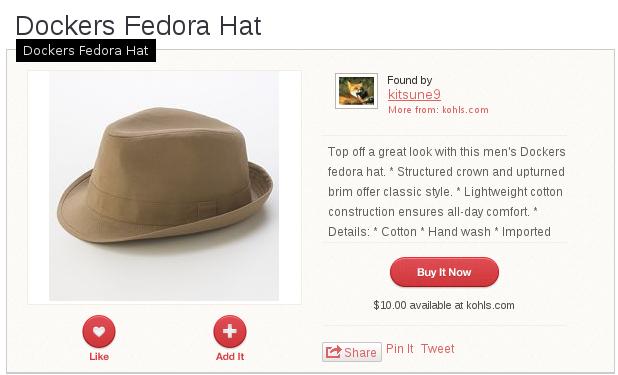 Dockers Fedora Hat
Dockers Fedora Hat
Found by
kitsune9
More from: kohls.com
Top off a great look with this men's Dockers
fedora hat. * Structured crown and upturned
brim offer classic style. * Lightweight cotton
construction ensures all-day comfort. *
Details: * Cotton * Hand wash * Imported
Buy It Now
$10.00 available at kohls.com
Like
Add It
Share Pin It Tweet